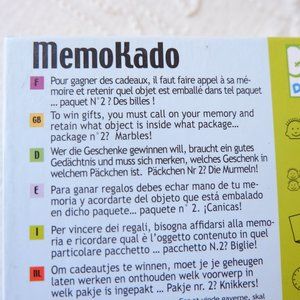 MemoKado
F Pour gagner des cadeaux, il faut faire appel à sa mé-
moire et retenir quel objet est emballé dans tel paquet
... paquet N°2 ? Des billes !
GB To win gifts, you must call on your memory and
retain what object is inside what package...
package n°2? Marbles!
D Wer die Geschenke gewinnen will, braucht ein gutes
Gedächtnis und muss sich merken, welches Geschenk in
welchem Päckchen ist. Päckchen Nr.2? Die Murmeln!
E Para ganar regalos debes echar mano de tu me-
moria y acordarte del objeto que está embalado
en dicho paquete... paquete n° 2. ¡Canicas!
I Per vincere dei regali, bisogna affidarsi alla memo-
ria e ricordare qual è l'oggetto contenuto in quel
particolare pacchetto ... pacchetto N.2? Biglie!
NL Om cadeautjes te winnen, moet je je geheugen
laten werken en onthouden welk voorwerp in
welk pakje is ingepakt ... Pakje nr. 2? Knikkers!